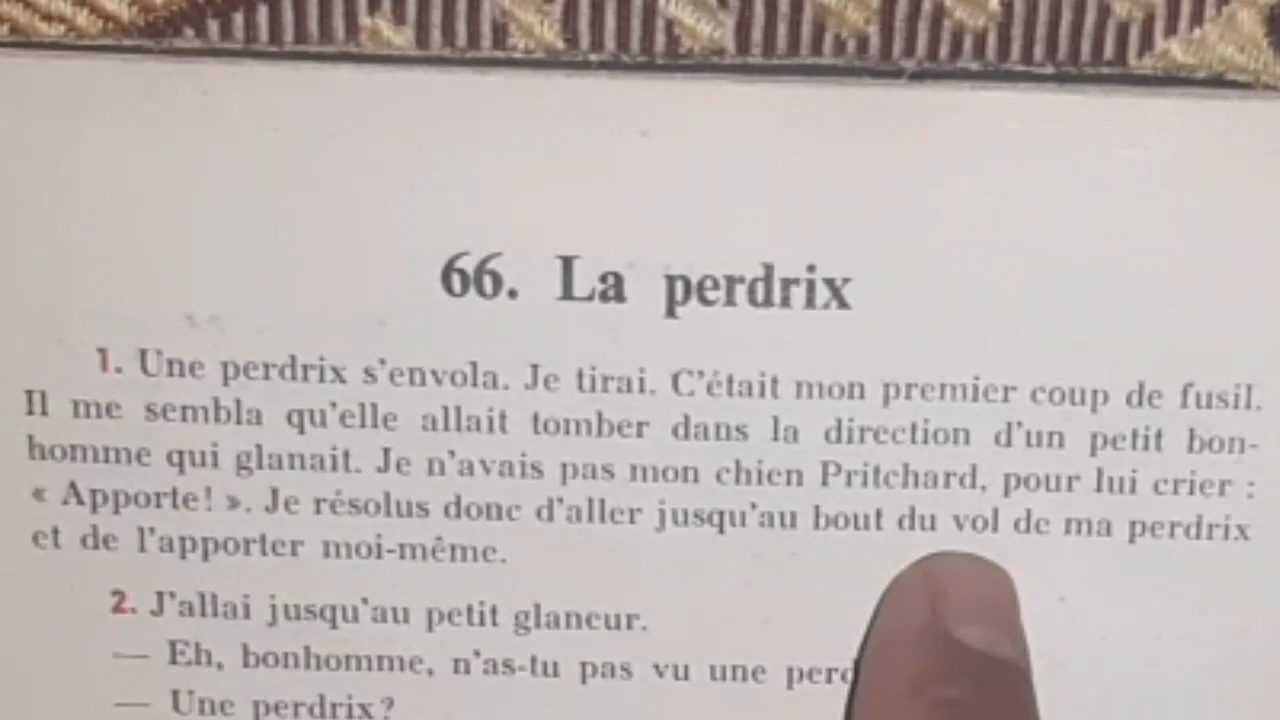 66. La perdrix
1. Une perdrix s'envola. Je tirai. C'était mon premier coup de fusil.
Il me sembla qu'elle allait tomber dans la direction d'un petit bon-
homme qui glanait. Je n'avais pas mon chien Pritchard, pour lui crier :
« Apporte! ». Je résolus donc d'aller jusqu'au bout du vol de ma perdrix
et de l'apporter moi-même.
2. J'allai jusqu'au petit glaneur.
— Eh, bonhomme, n'as-tu pas vu une
— Une perdrix?